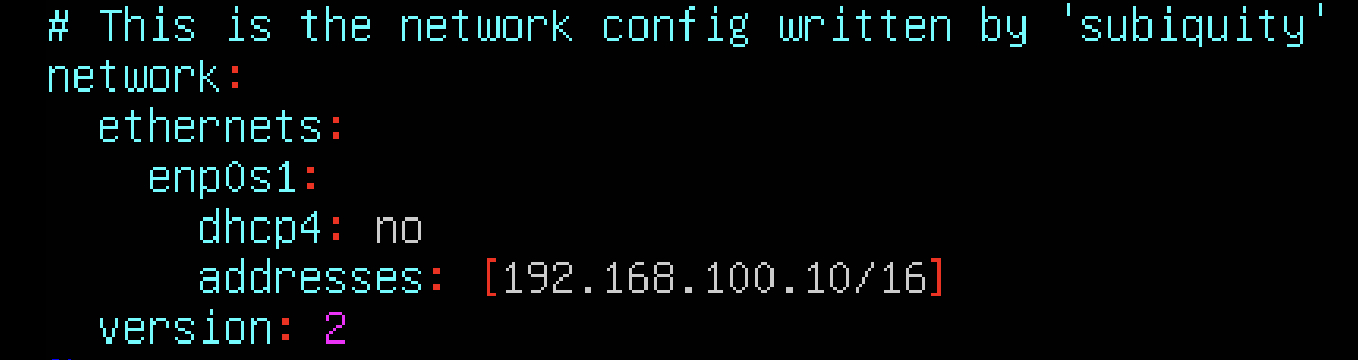 # This is the network config written by 'subiquity'
network:
  ethernets:
    enp0s1:
      dhcp4: no
      addresses: [192.168.100.10/16]
  version: 2